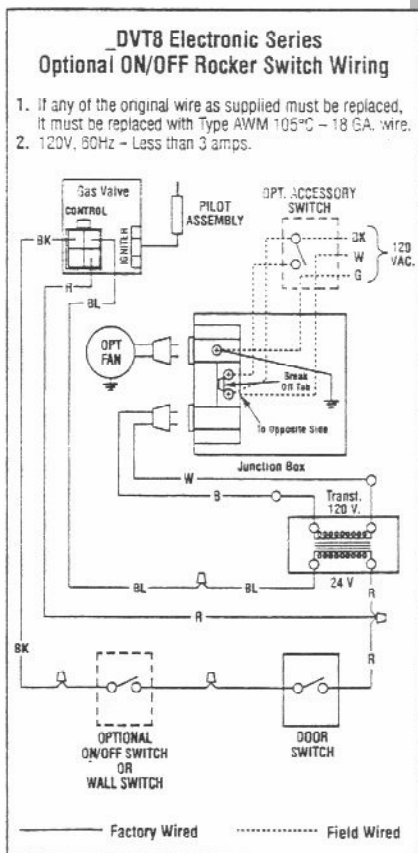 _DVT8 Electronic Series
Optional ON/OFF Rocker Switch Wiring
1. If any of the original wire as supplied must be replaced,
it must be replaced with Type AWM 105°C – 18 GA. wire.
2. 120V, 60Hz – Less than 3 amps.
Gas Valve
CONTROL
IGNITER
PILOT
ASSEMBLY
OPT. ACCESSORY
SWITCH
BK
BK
W
G
120
VAC.
R
BL
OPT
FAN
Break
Off Tab
To Opposite Side
Junction Box
W
B
Transf.
120 V.
24 V
BL
BL
R
R
R
BK
OPTIONAL
ON/OFF SWITCH
OR
WALL SWITCH
DOOR
SWITCH
Factory Wired
Field Wired